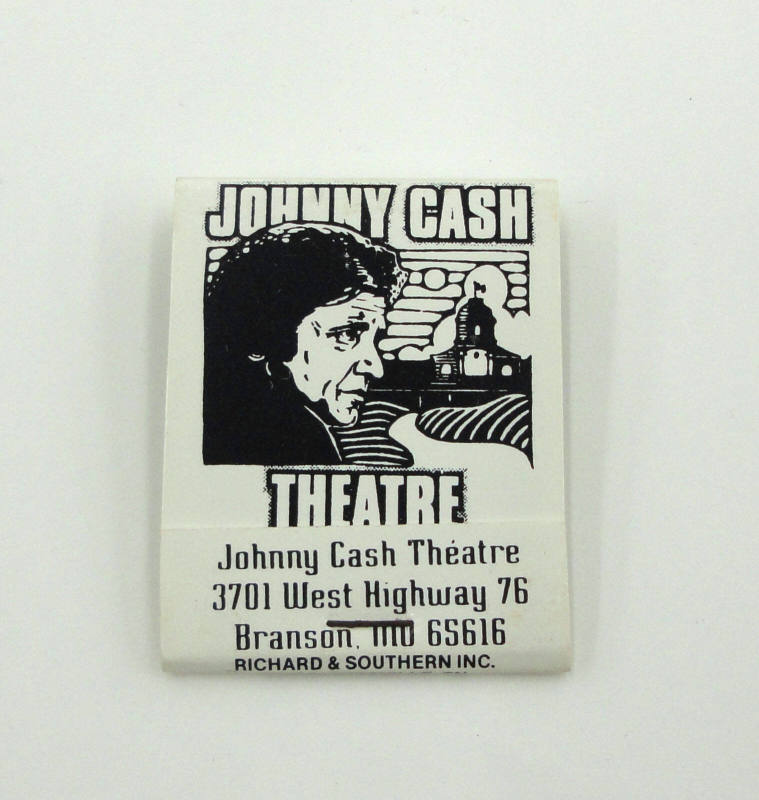 JOHNNY CASH
THEATRE
Johnny Cash Théatre
3701 West Highway 76
Branson, MO 65616
RICHARD & SOUTHERN INC.